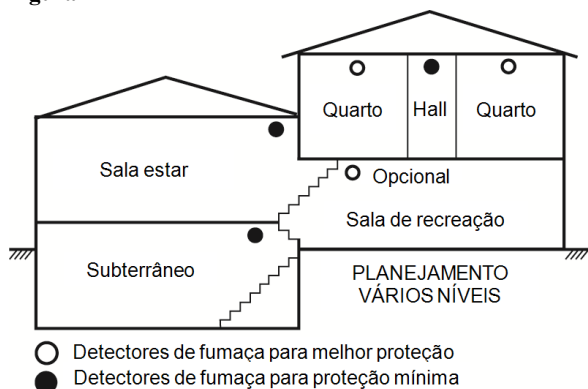 Quarto
Hall
Quarto
Sala estar
Opcional
Sala de recreação
Subterrâneo
PLANEJAMENTO
VÁRIOS NÍVEIS
Detectores de fumaça para melhor proteção
Detectores de fumaça para proteção mínima